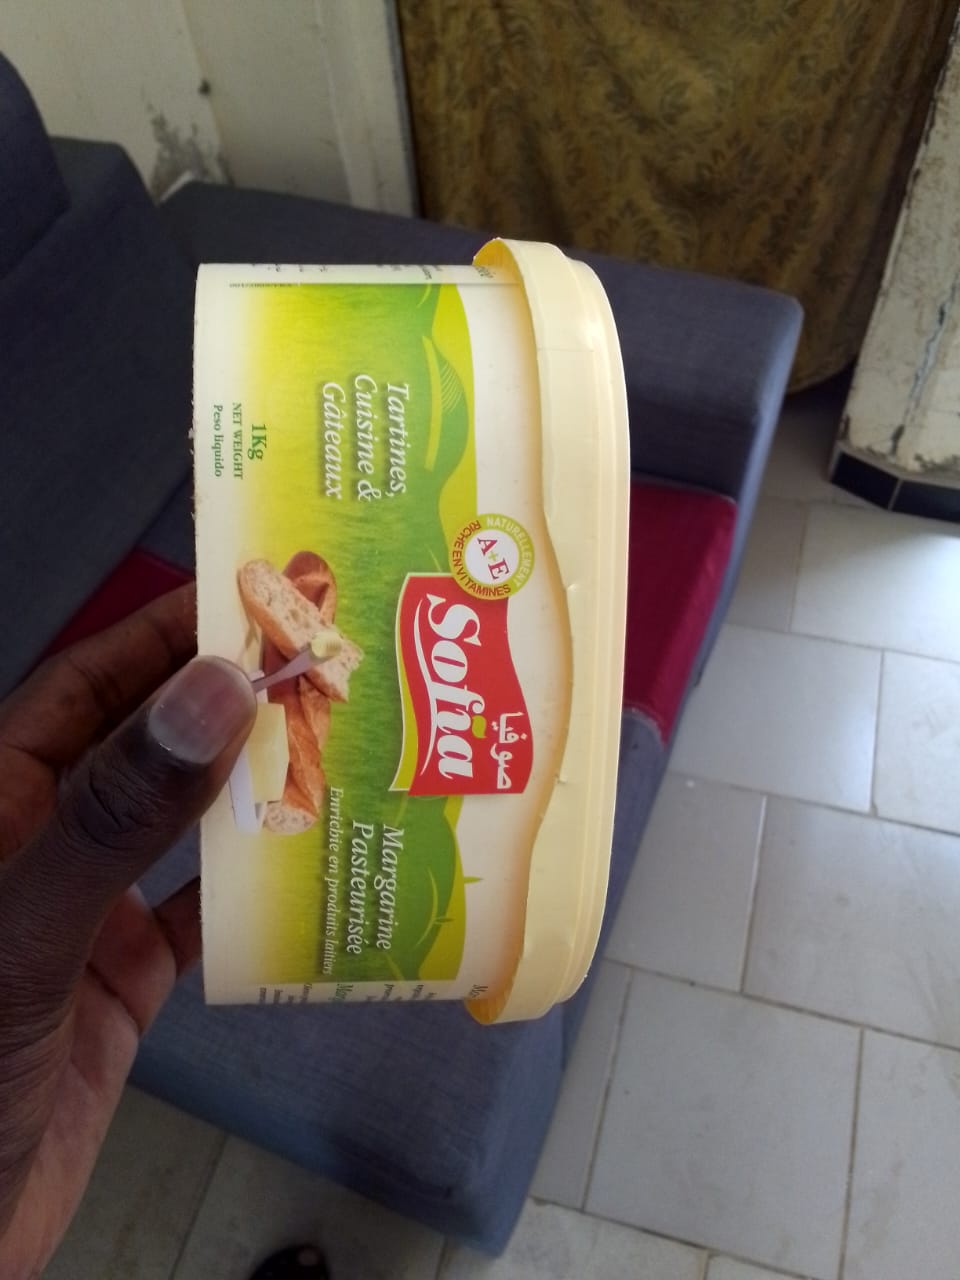 NATURELLEMENT
A+E
RICHE EN VITAMINES
صوفيا
Sofia
Tartines,
Cuisine &
Gâteaux
Margarine
Pasteurisée
Enrichie en produits laitiers
1Kg
NET WEIGHT
Peso líquido